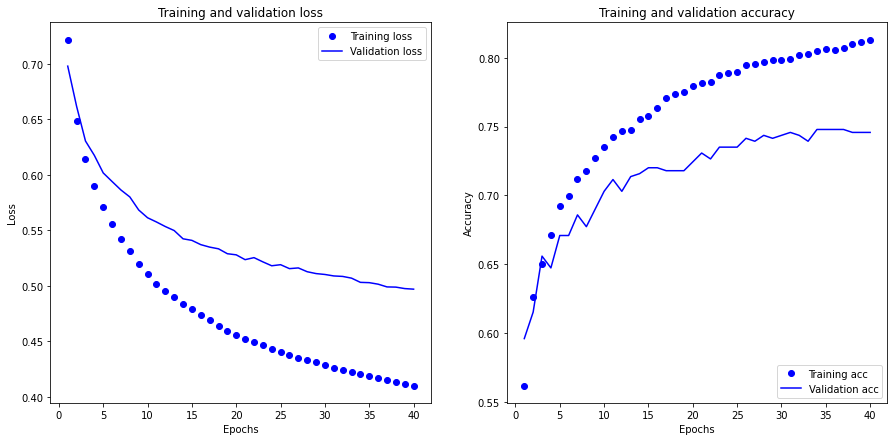 Training and validation loss
Training loss
Validation loss
0.70
0.65
0.60
0.55
0.50
0.45
0.40
Loss
0 5 10 15 20 25 30 35 40
Epochs
Training and validation accuracy
0.80
0.75
0.70
0.65
0.60
0.55
Accuracy
Training acc
Validation acc
0 5 10 15 20 25 30 35 40
Epochs